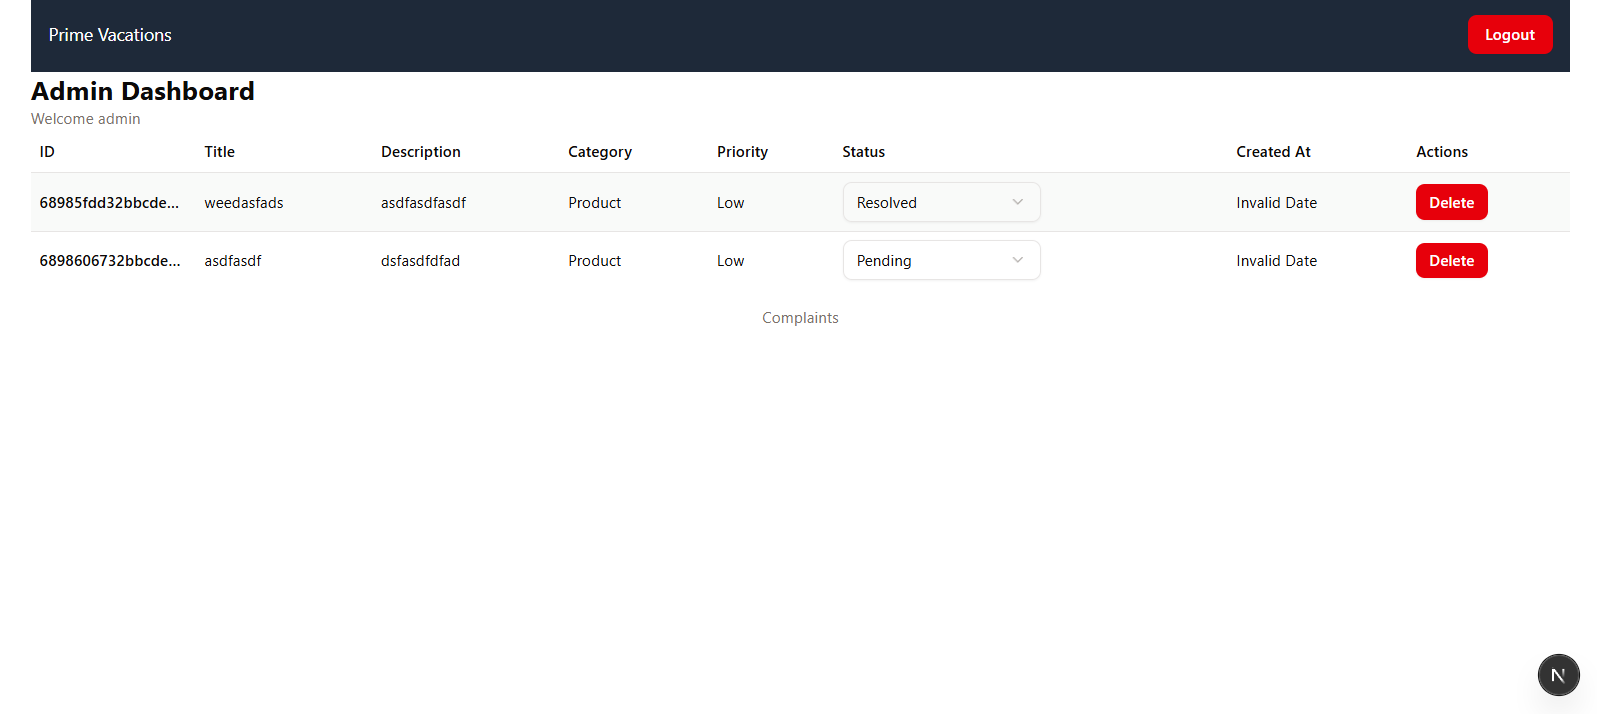 Prime Vacations Logout
Admin Dashboard
Welcome admin
ID Title Description Category Priority Status Created At Actions
68985fdd32bbcde... weedasfads asdfasdfasdf Product Low Resolved Invalid Date Delete
6898606732bbcde... asdfasdf dsfasdfdfad Product Low Pending Invalid Date Delete
Complaints
N